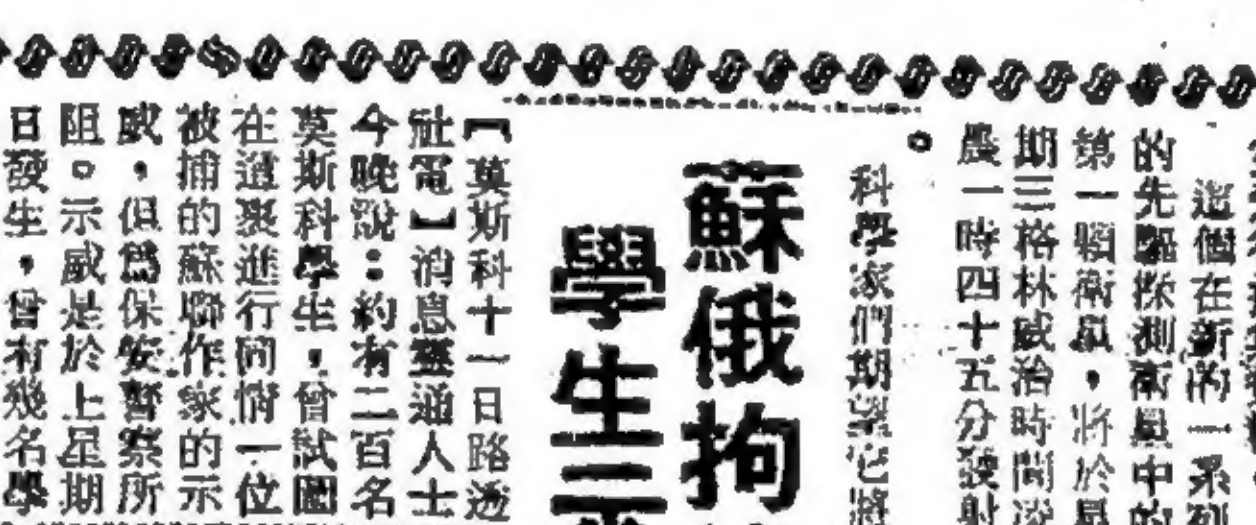 這個在新的一系列
的先驅探測衞星中的
第一顆衞星，將於星
期三格林威治時間淩
晨一時四十五分發射
。
科學家們期望它將
蘇俄拘
學生二
【莫斯科十一日路透
社電】消息靈通人士
今晚說：約有二百名
莫斯科學生，曾試圖
在這裏進行同情一位
被捕的蘇聯作家的示
威，但爲保安警察所
阻。示威是於上星期
日發生，曾有幾名學